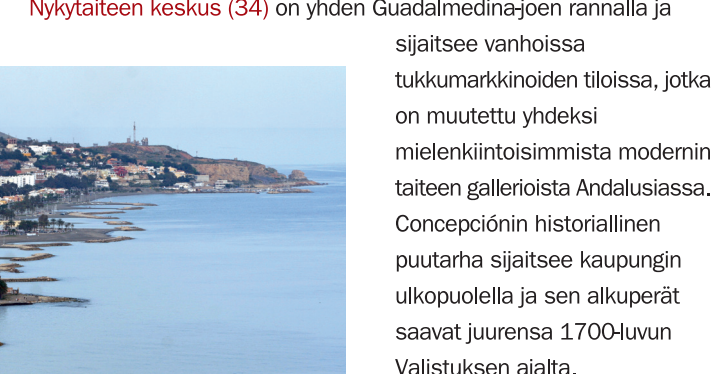 Nykytaiteen keskus (34) on yhden Guadalmedina-joen rannalla ja
sijaitsee vanhoissa
tukkumarkkinoiden tiloissa, jotka
on muutettu yhdeksi
mielenkiintoisimmista modernin
taiteen gallerioista Andalusiassa.
Concepciónin historiallinen
puutarha sijaitsee kaupungin
ulkopuolella ja sen alkuperät
saavat juurensa 1700-luvun
Valistuksen ajalta.